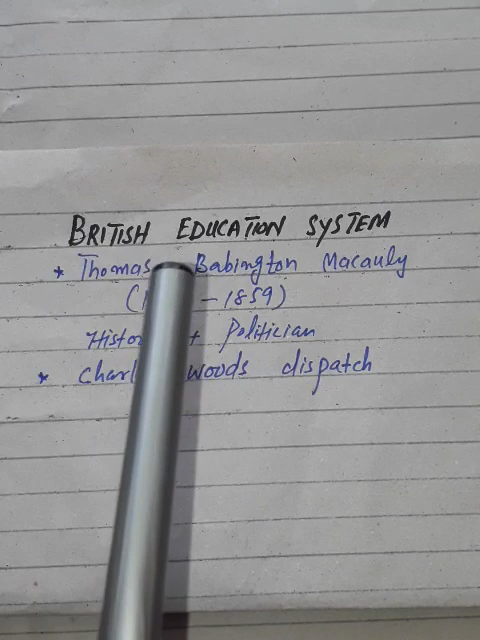 BRITISH EDUCATION SYSTEM
* Thomas Babington Macauly
– 1859)
+ Politician
* woods dispatch